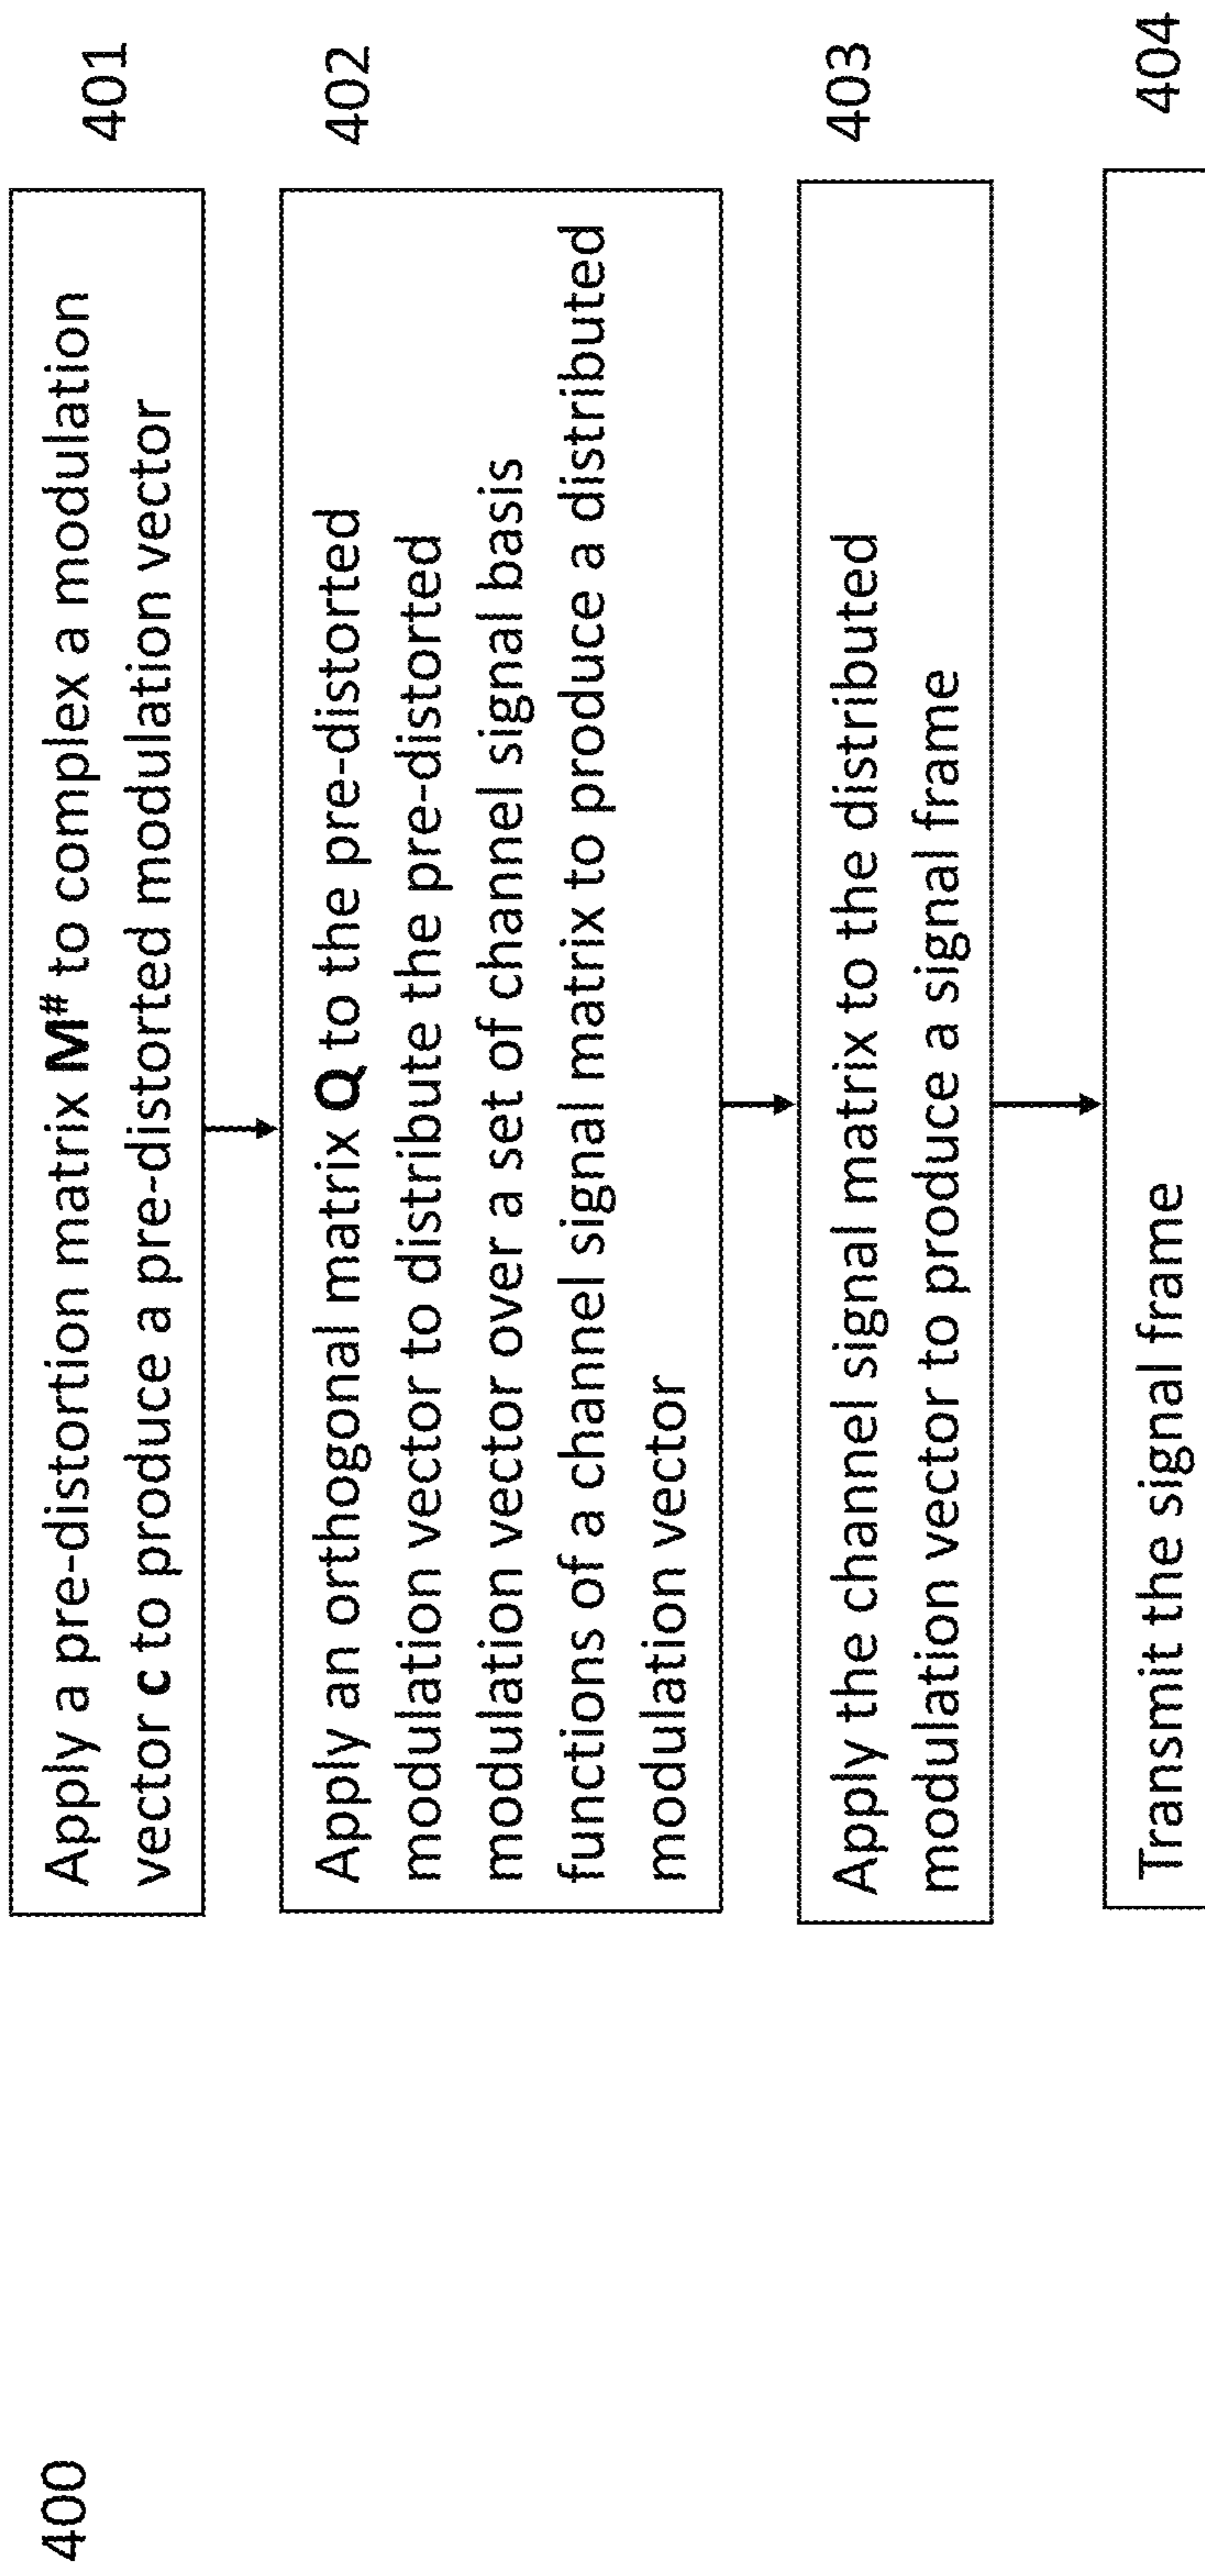 400
Apply a pre-distortion matrix M# to complex a modulation
vector c to produce a pre-distorted modulation vector
401
Apply an orthogonal matrix Q to the pre-distorted
modulation vector to distribute the pre-distorted
modulation vector over a set of channel signal basis
functions of a channel signal matrix to produce a distributed
modulation vector
402
Apply the channel signal matrix to the distributed
modulation vector to produce a signal frame
403
Transmit the signal frame
404